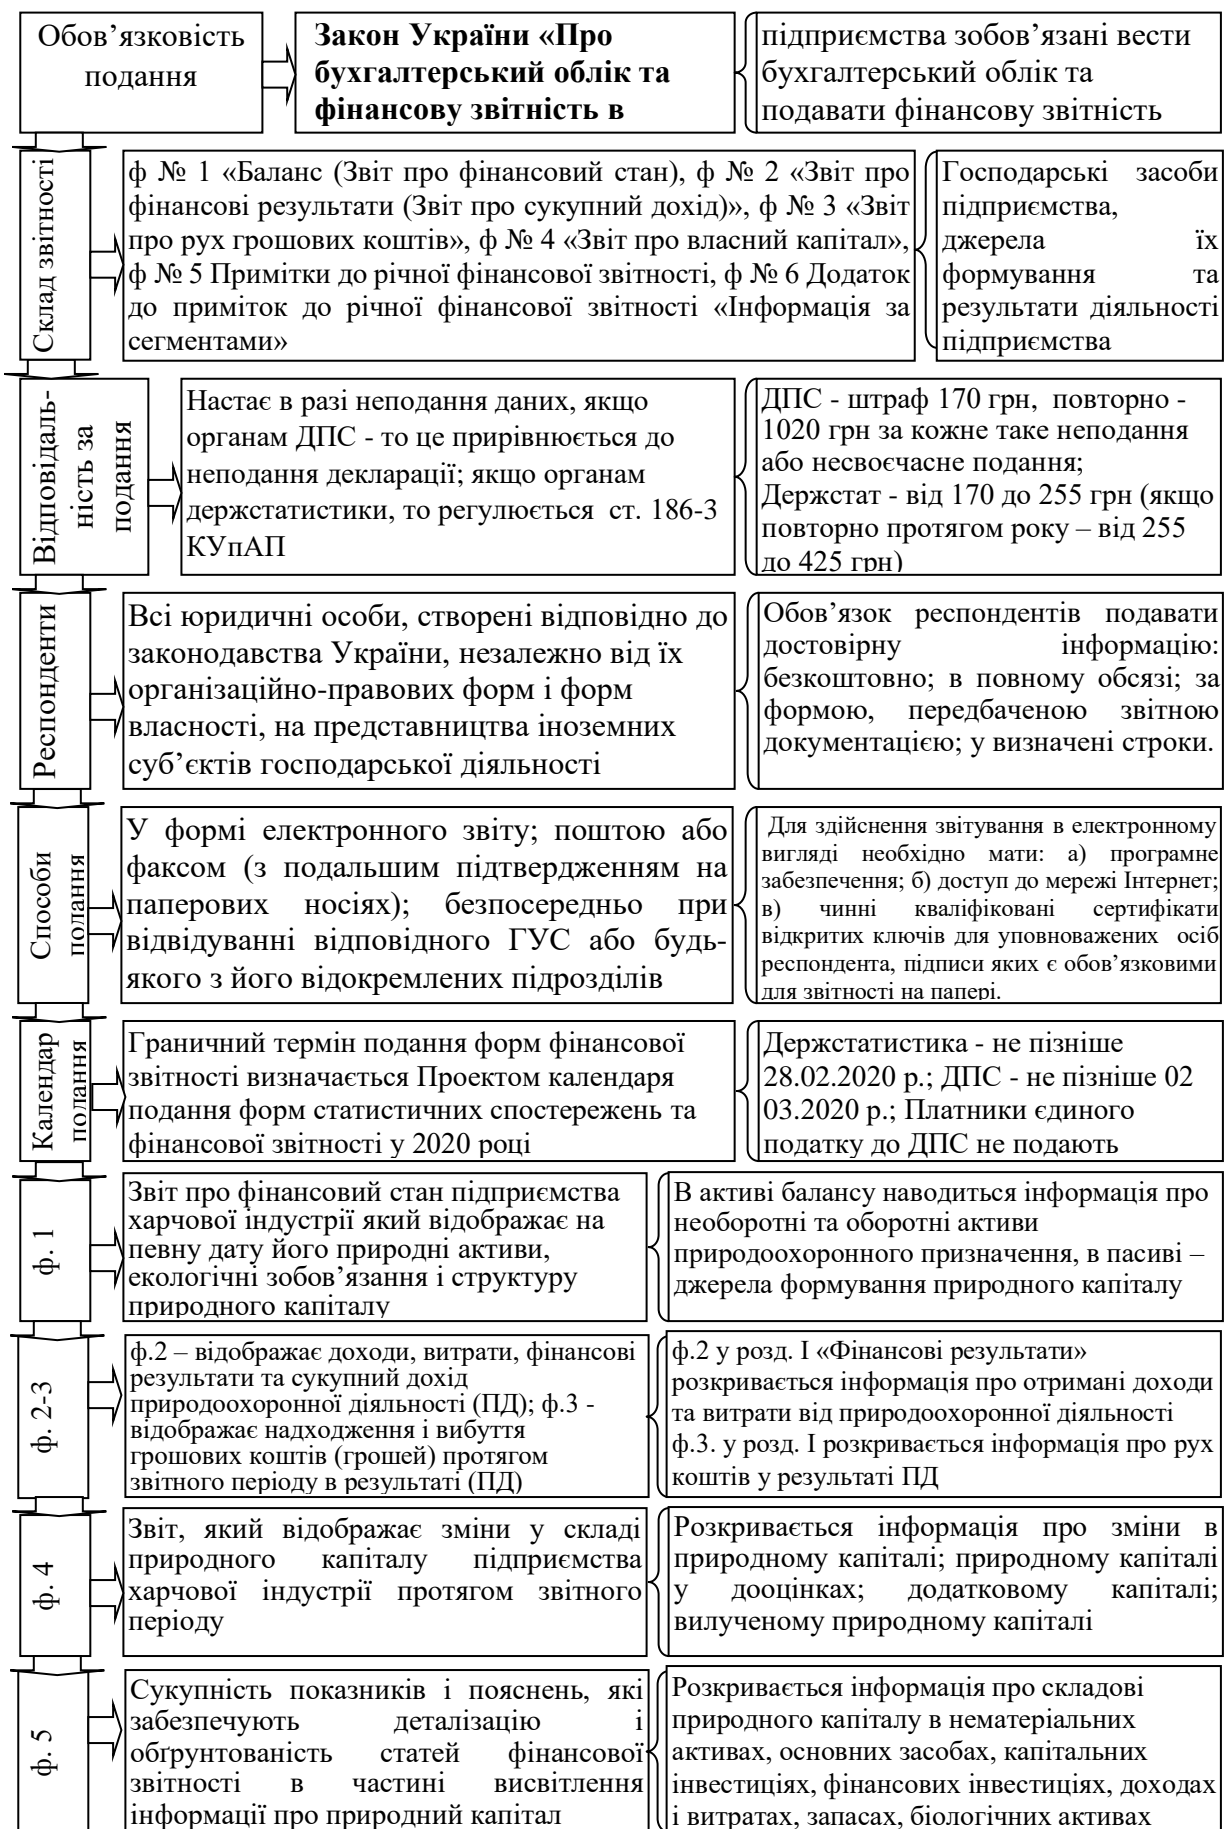 Обов’язковість
подання
Закон України «Про
бухгалтерський облік та
фінансову звітність в
підприємства зобов’язані вести
бухгалтерський облік та
подавати фінансову звітність
Склад звітності
ф № 1 «Баланс (Звіт про фінансовий стан), ф № 2 «Звіт про
фінансові результати (Звіт про сукупний дохід)», ф № 3 «Звіт
про рух грошових коштів», ф № 4 «Звіт про власний капітал»,
ф № 5 Примітки до річної фінансової звітності, ф № 6 Додаток
до приміток до річної фінансової звітності «Інформація за
сегментами»
Господарські засоби
підприємства,
джерела їх
формування та
результати діяльності
підприємства
Відповідаль-
ність за
подання
Настає в разі неподання даних, якщо
органам ДПС - то це прирівнюється до
неподання декларації; якщо органам
держстатистики, то регулюється ст. 186-3
КУпАП
ДПС - штраф 170 грн, повторно -
1020 грн за кожне таке неподання
або несвоєчасне подання;
Держстат - від 170 до 255 грн (якщо
повторно протягом року – від 255
до 425 грн)
Респонденти
Всі юридичні особи, створені відповідно до
законодавства України, незалежно від їх
організаційно-правових форм і форм
власності, на представництва іноземних
суб’єктів господарської діяльності
Обов’язок респондентів подавати
достовірну інформацію:
безкоштовно; в повному обсязі; за
формою, передбаченою звітною
документацією; у визначені строки.
Способи
подання
У формі електронного звіту; поштою або
факсом (з подальшим підтвердженням на
паперових носіях); безпосередньо при
відвідуванні відповідного ГУС або будь-
якого з його відокремлених підрозділів
Для здійснення звітування в електронному
вигляді необхідно мати: а) програмне
забезпечення; б) доступ до мережі Інтернет;
в) чинні кваліфіковані сертифікати
відкритих ключів для уповноважених осіб
респондента, підписи яких є обов’язковими
для звітності на папері.
Календар
подання
Граничний термін подання форм фінансової
звітності визначається Проектом календаря
подання форм статистичних спостережень та
фінансової звітності у 2020 році
Держстатистика - не пізніше
28.02.2020 р.; ДПС - не пізніше 02
03.2020 р.; Платники єдиного
податку до ДПС не подають
ф. 1
Звіт про фінансовий стан підприємства
харчової індустрії який відображає на
певну дату його природні активи,
екологічні зобов’язання і структуру
природного капіталу
В активі балансу наводиться інформація про
необоротні та оборотні активи
природоохоронного призначення, в пасиві –
джерела формування природного капіталу
ф. 2-3
ф.2 – відображає доходи, витрати, фінансові
результати та сукупний дохід
природоохоронної діяльності (ПД); ф.3 -
відображає надходження і вибуття
грошових коштів (грошей) протягом
звітного періоду в результаті (ПД)
ф.2 у розд. І «Фінансові результати»
розкривається інформація про отримані доходи
та витрати від природоохоронної діяльності
ф.3. у розд. І розкривається інформація про рух
коштів у результаті ПД
ф. 4
Звіт, який відображає зміни у складі
природного капіталу підприємства
харчової індустрії протягом звітного
періоду
Розкривається інформація про зміни в
природному капіталі; природному капіталі
у дооцінках; додатковому капіталі;
вилученому природному капіталі
ф. 5
Сукупність показників і пояснень, які
забезпечують деталізацію і
обґрунтованість статей фінансової
звітності в частині висвітлення
інформації про природний капітал
Розкривається інформація про складові
природного капіталу в нематеріальних
активах, основних засобах, капітальних
інвестиціях, фінансових інвестиціях, доходах
і витратах, запасах, біологічних активах